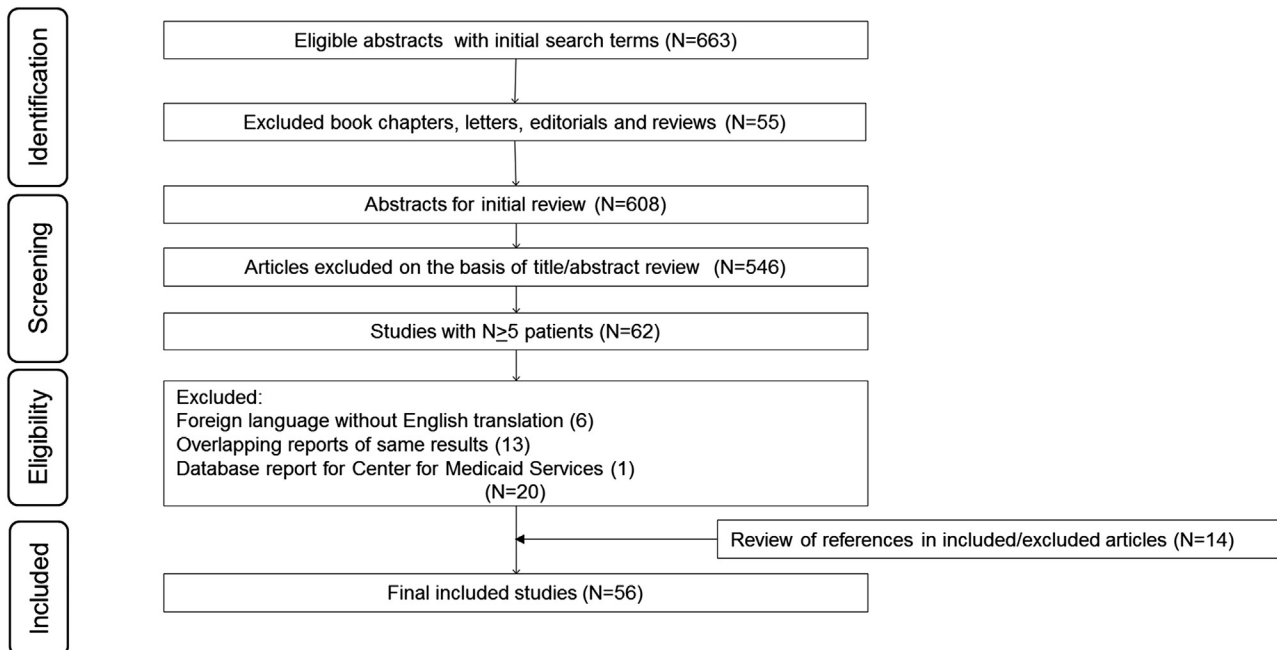 Identification
Eligible abstracts with initial search terms (N=663)
Excluded book chapters, letters, editorials and reviews (N=55)
Screening
Abstracts for initial review (N=608)
Articles excluded on the basis of title/abstract review (N=546)
Studies with N≥5 patients (N=62)
Eligibility
Excluded:
Foreign language without English translation (6)
Overlapping reports of same results (13)
Database report for Center for Medicaid Services (1)
(N=20)
Included
Review of references in included/excluded articles (N=14)
Final included studies (N=56)